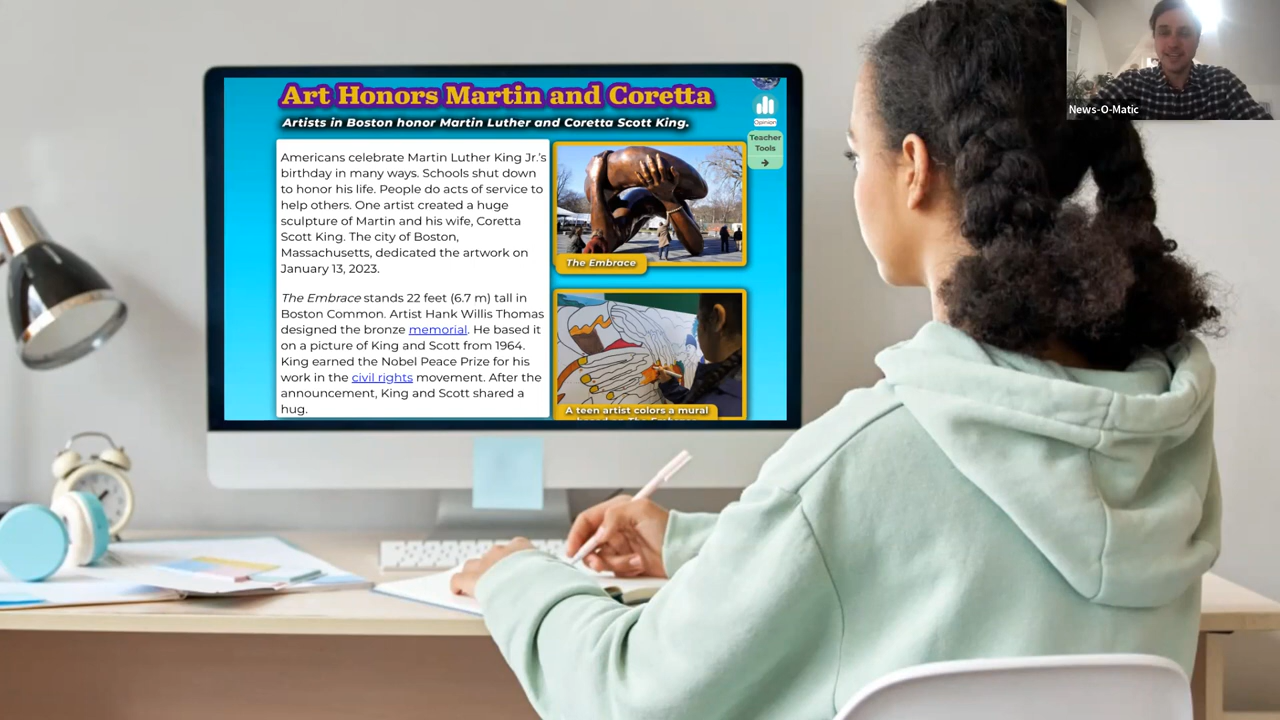 Art Honors Martin and Coretta
Artists in Boston honor Martin Luther and Coretta Scott King.
Opinion
Teacher
Tools
Americans celebrate Martin Luther King Jr.'s
birthday in many ways. Schools shut down
to honor his life. People do acts of service to
help others. One artist created a huge
sculpture of Martin and his wife, Coretta
Scott King. The city of Boston,
Massachusetts, dedicated the artwork on
January 13, 2023.
The Embrace stands 22 feet (6.7 m) tall in
Boston Common. Artist Hank Willis Thomas
designed the bronze memorial. He based it
on a picture of King and Scott from 1964.
King earned the Nobel Peace Prize for his
work in the civil rights movement. After the
announcement, King and Scott shared a
hug.
The Embrace
A teen artist colors a mural
based on The Embrace
News-O-Matic